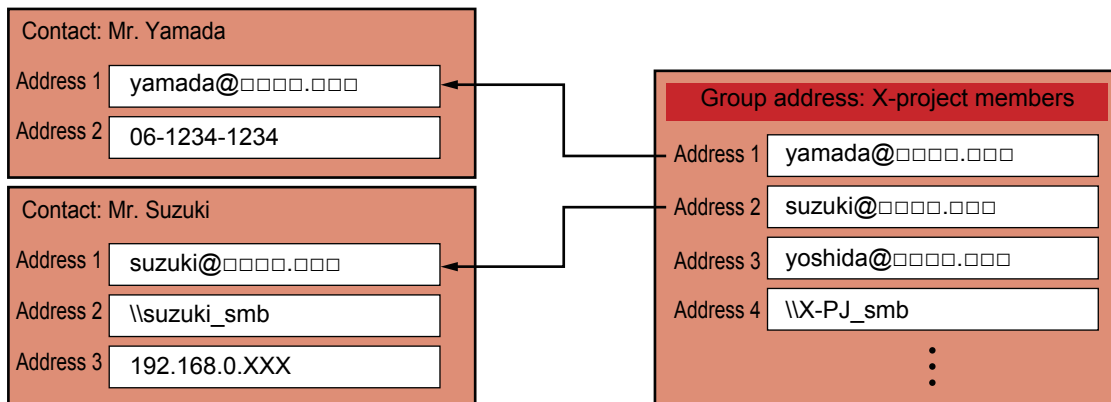 Contact: Mr. Yamada
Address 1 yamada@□□□□.□□□
Address 2 06-1234-1234
Contact: Mr. Suzuki
Address 1 suzuki@□□□□.□□□
Address 2 \\suzuki_smb
Address 3 192.168.0.XXX
Group address: X-project members
Address 1 yamada@□□□□.□□□
Address 2 suzuki@□□□□.□□□
Address 3 yoshida@□□□□.□□□
Address 4 \\X-PJ_smb